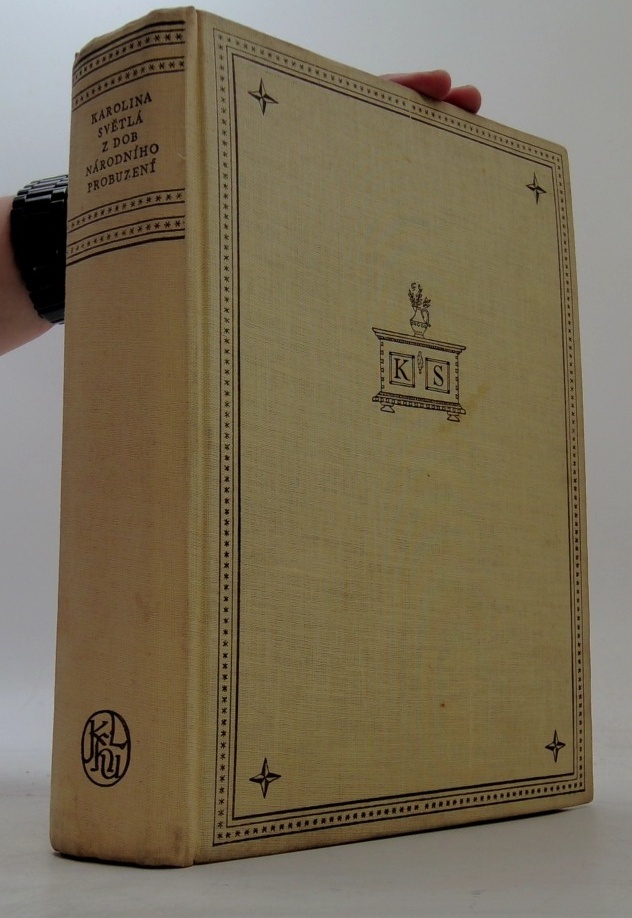 KAROLINA
SVĚTLÁ
Z DOB
NÁRODNÍHO
PROBUZENÍ
K S